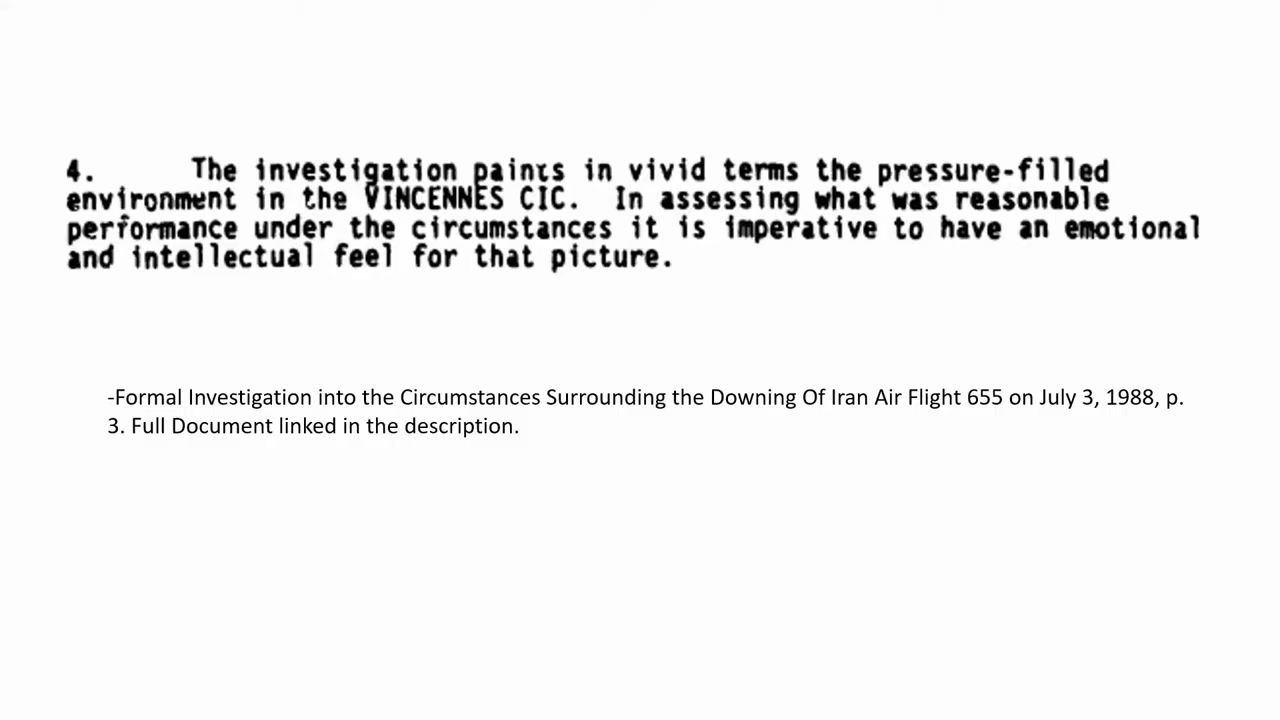 4. The investigation paints in vivid terms the pressure-filled
environment in the VINCENNES CIC. In assessing what was reasonable
performance under the circumstances it is imperative to have an emotional
and intellectual feel for that picture.
-Formal Investigation into the Circumstances Surrounding the Downing Of Iran Air Flight 655 on July 3, 1988, p.
3. Full Document linked in the description.